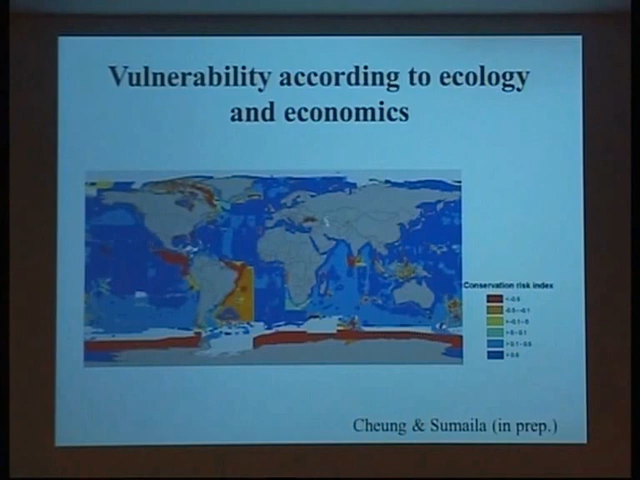 Vulnerability according to ecology
and economics
Conservation risk index
Cheung & Sumaila (in prep.)